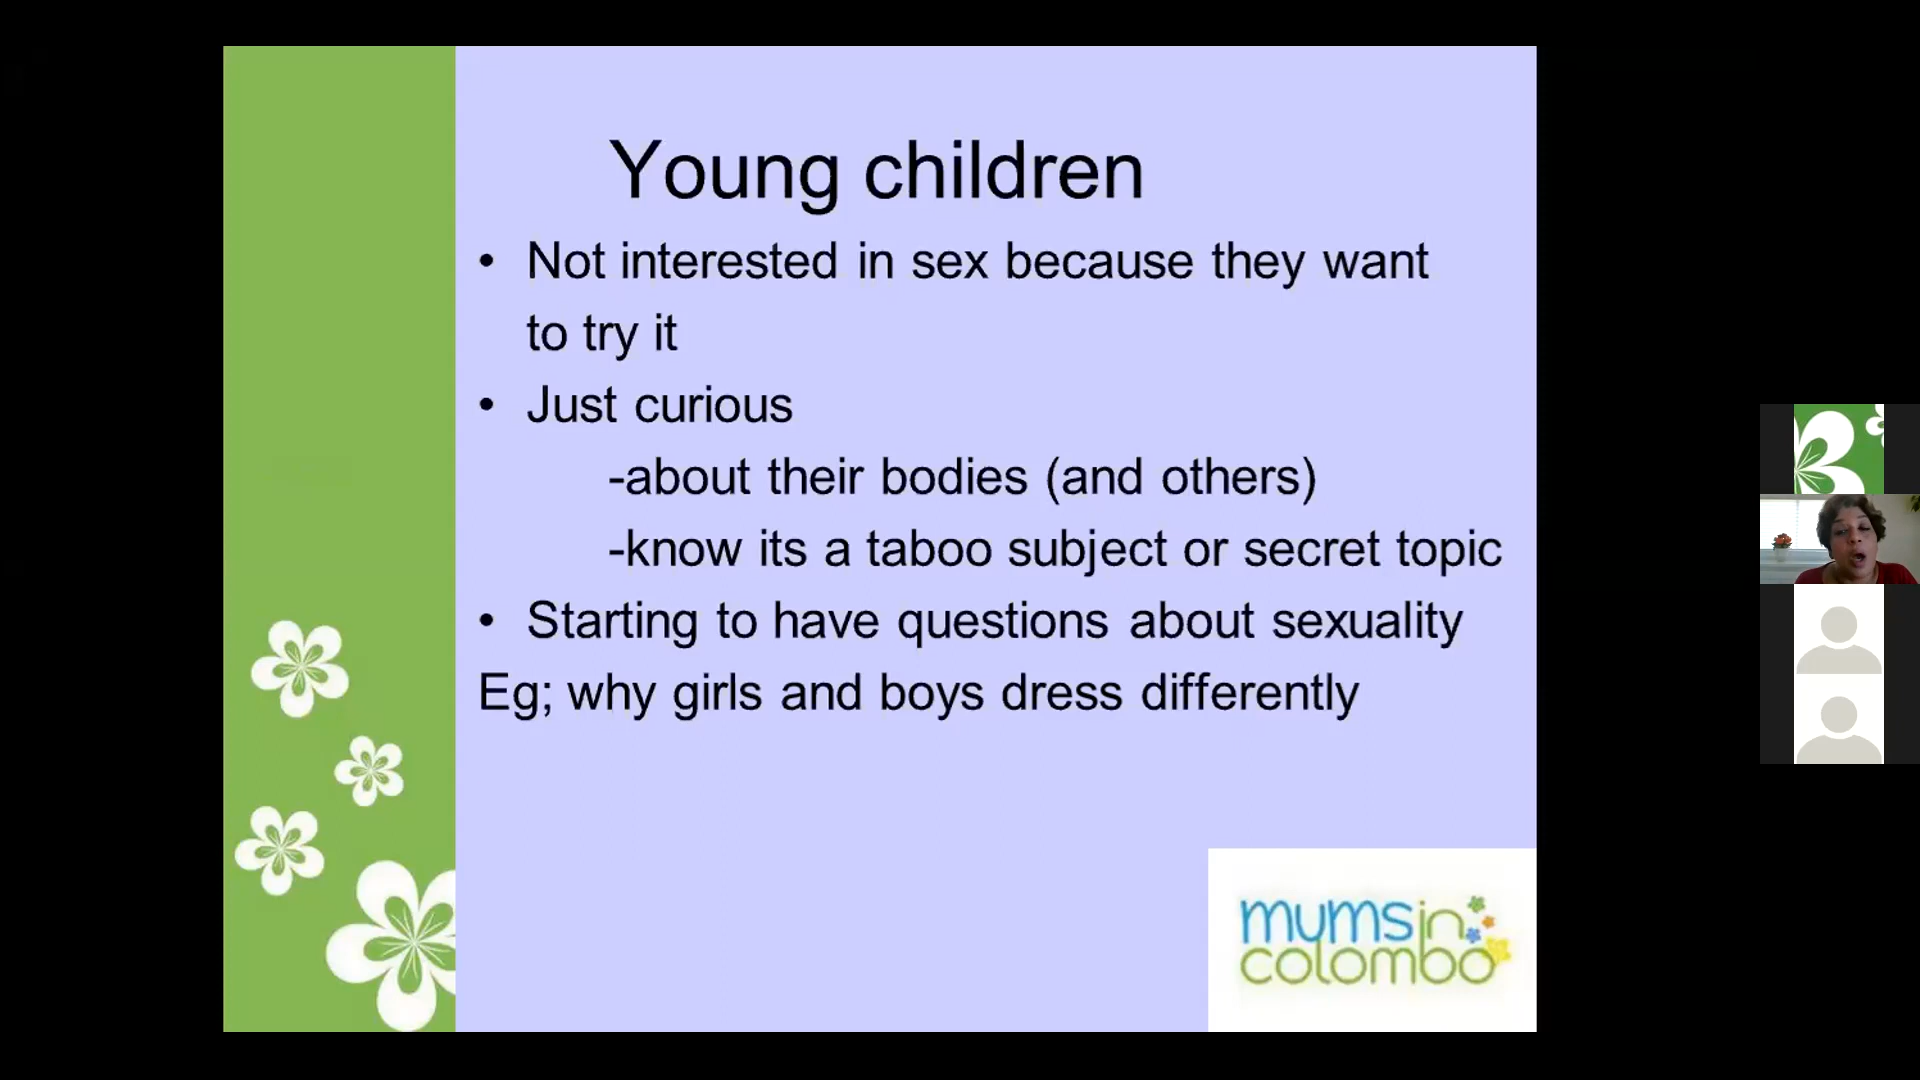 Young children
• Not interested in sex because they want
to try it
• Just curious
-about their bodies (and others)
-know its a taboo subject or secret topic
• Starting to have questions about sexuality
Eg; why girls and boys dress differently
mumsin
colombo